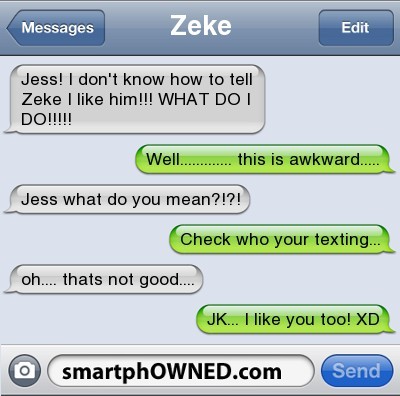 Messages
Zeke
Edit
Jess! I don't know how to tell
Zeke I like him!!! WHAT DO I
DO!!!!!
Well............ this is awkward.....
Jess what do you mean?!?!
Check who your texting...
oh.... thats not good....
JK... I like you too! XD
smartphOWNED.com
Send